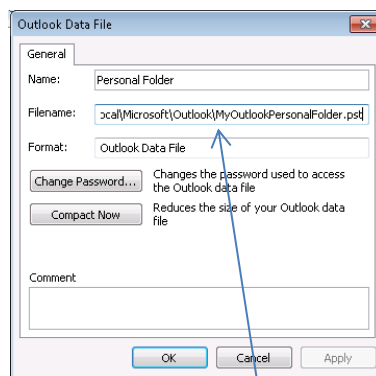 Outlook Data File
General
Name: Personal Folder
Filename: ocal\Microsoft\Outlook\MyOutlookPersonalFolder.pst
Format: Outlook Data File
Change Password... Changes the password used to access
the Outlook data file
Compact Now Reduces the size of your Outlook data
file
Comment
OK Cancel Apply